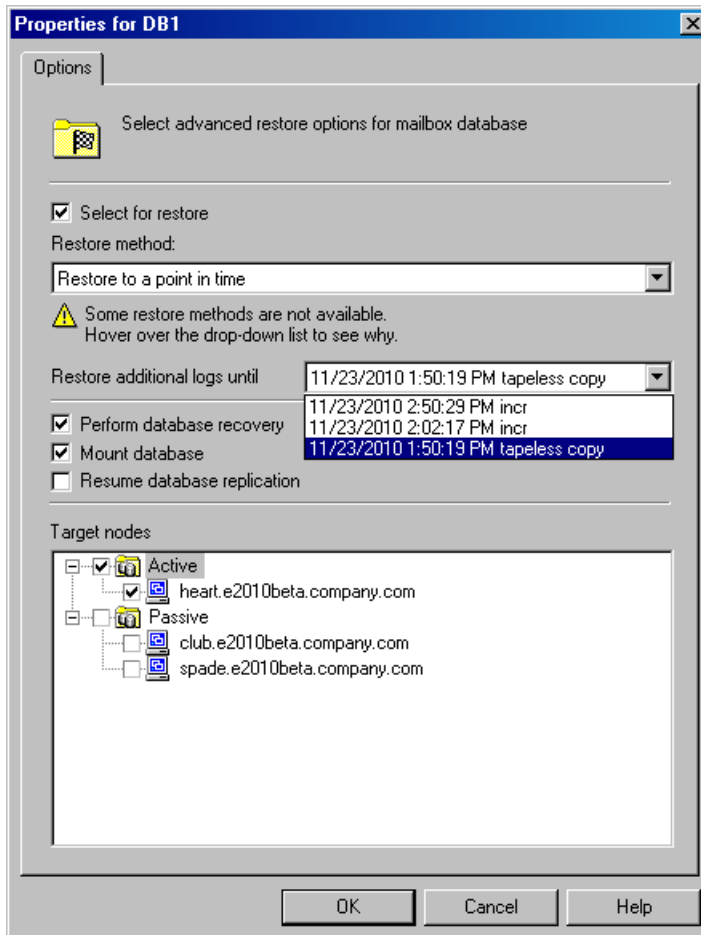 Properties for DB1
Options
Select advanced restore options for mailbox database
Select for restore
Restore method:
Restore to a point in time
Some restore methods are not available.
Hover over the drop-down list to see why.
Restore additional logs until 11/23/2010 1:50:19 PM tapeless copy
11/23/2010 2:50:29 PM incr
Perform database recovery 11/23/2010 2:02:17 PM incr
Mount database 11/23/2010 1:50:19 PM tapeless copy
Resume database replication
Target nodes
Active
heart.e2010beta.company.com
Passive
club.e2010beta.company.com
spade.e2010beta.company.com
OK Cancel Help